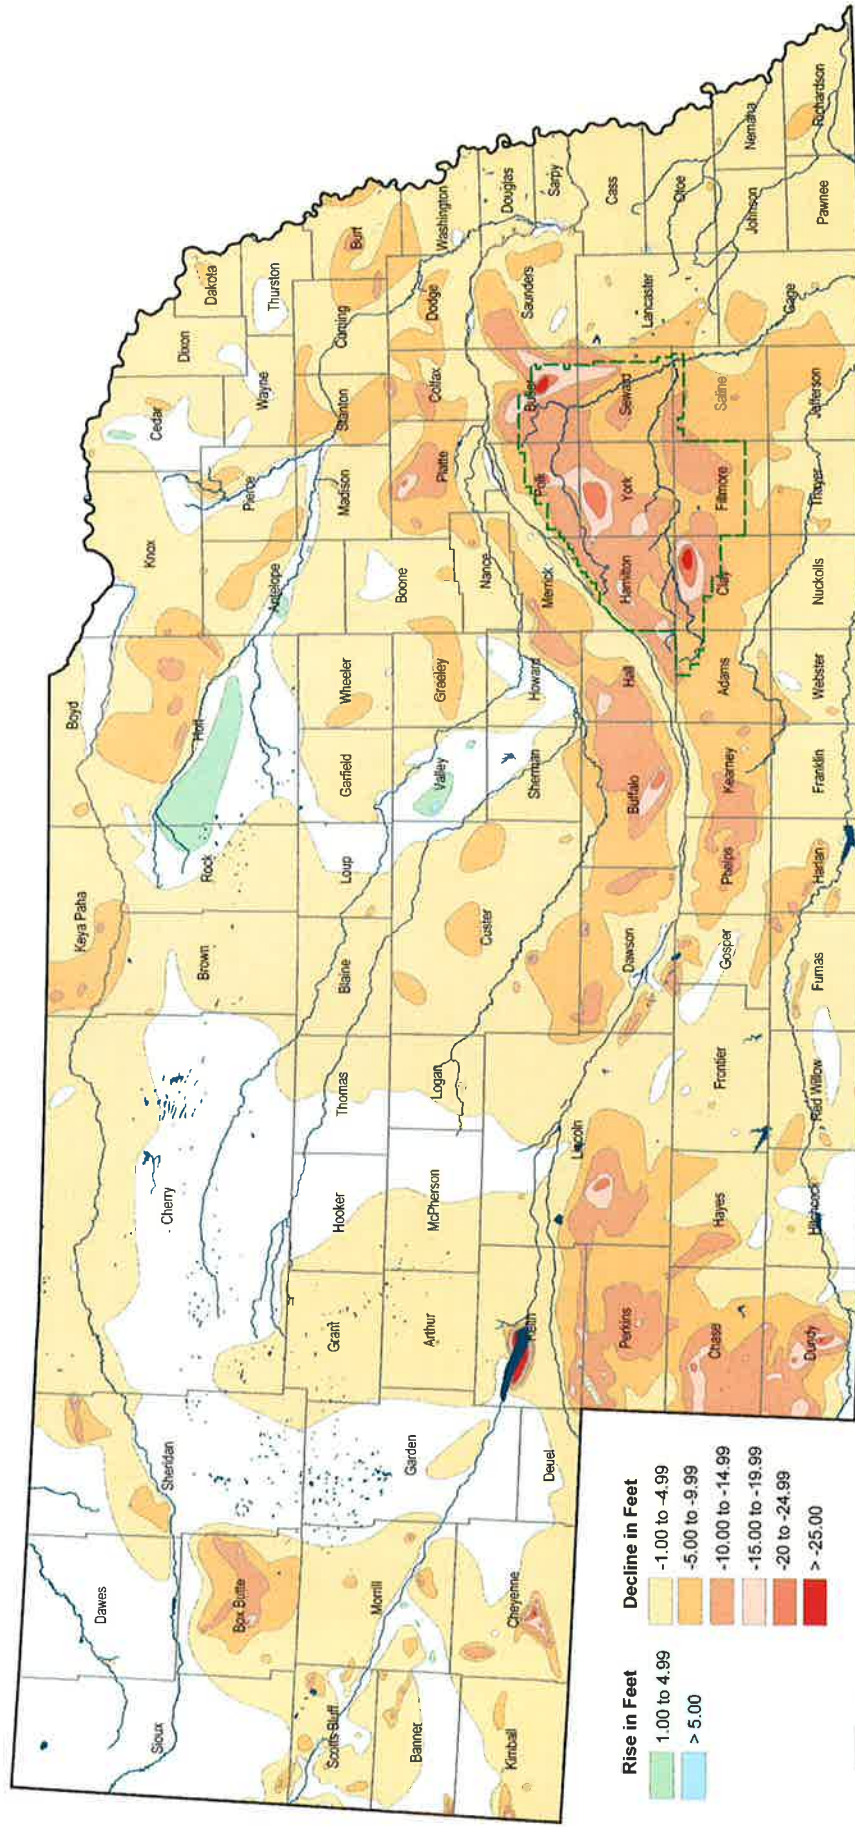 Sioux
Dawes
Sheridan
Cherry
Keya Paha
Boyd
Brown
Rock
Holt
Knox
Cedar
Dixon
Dakota
Box Butte
Antelope
Pierce
Wayne
Thurston
Scotts Bluff
Morrill
Garden
Grant
Hooker
Thomas
Blaine
Loup
Garfield
Wheeler
Boone
Madison
Stanton
Cuming
Burt
Banner
Arthur
McPherson
Logan
Custer
Valley
Greeley
Nance
Platte
Colfax
Dodge
Washington
Kimball
Cheyenne
Deuel
Keith
Lincoln
Sherman
Howard
Merrick
Polk
Butler
Saunders
Douglas
Sarpy
Perkins
Dawson
Buffalo
Hall
Hamilton
York
Seward
Lancaster
Cass
Otoe
Chase
Hayes
Frontier
Gosper
Phelps
Kearney
Adams
Clay
Fillmore
Saline
Gage
Johnson
Nemaha
Dundy
Hitchcock
Red Willow
Furnas
Harlan
Franklin
Webster
Nuckolls
Thayer
Jefferson
Pawnee
Richardson
Rise in Feet
1.00 to 4.99
> 5.00
Decline in Feet
-1.00 to -4.99
-5.00 to -9.99
-10.00 to -14.99
-15.00 to -19.99
-20 to -24.99
> -25.00